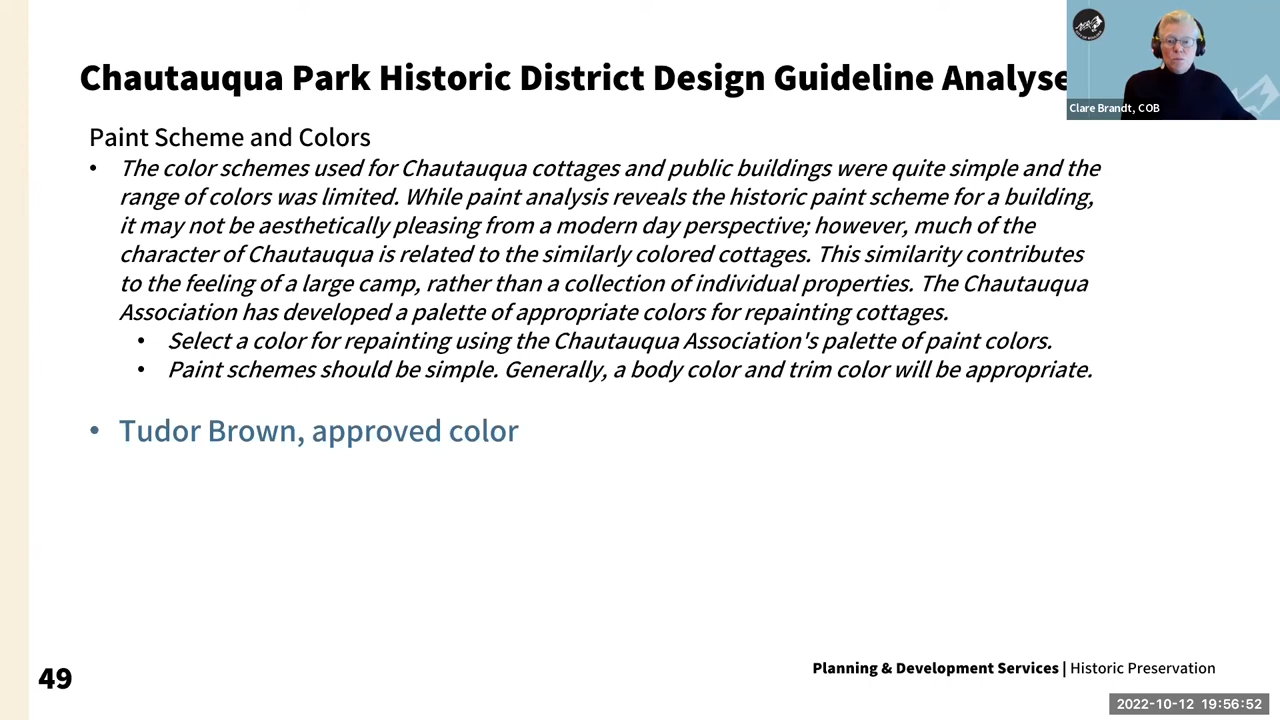 Chautauqua Park Historic District Design Guideline Analyse
Clare Brandt, COB
Paint Scheme and Colors
• The color schemes used for Chautauqua cottages and public buildings were quite simple and the
range of colors was limited. While paint analysis reveals the historic paint scheme for a building,
it may not be aesthetically pleasing from a modern day perspective; however, much of the
character of Chautauqua is related to the similarly colored cottages. This similarity contributes
to the feeling of a large camp, rather than a collection of individual properties. The Chautauqua
Association has developed a palette of appropriate colors for repainting cottages.
• Select a color for repainting using the Chautauqua Association's palette of paint colors.
• Paint schemes should be simple. Generally, a body color and trim color will be appropriate.
• Tudor Brown, approved color
49
Planning & Development Services | Historic Preservation
2022-10-12 19:56:52